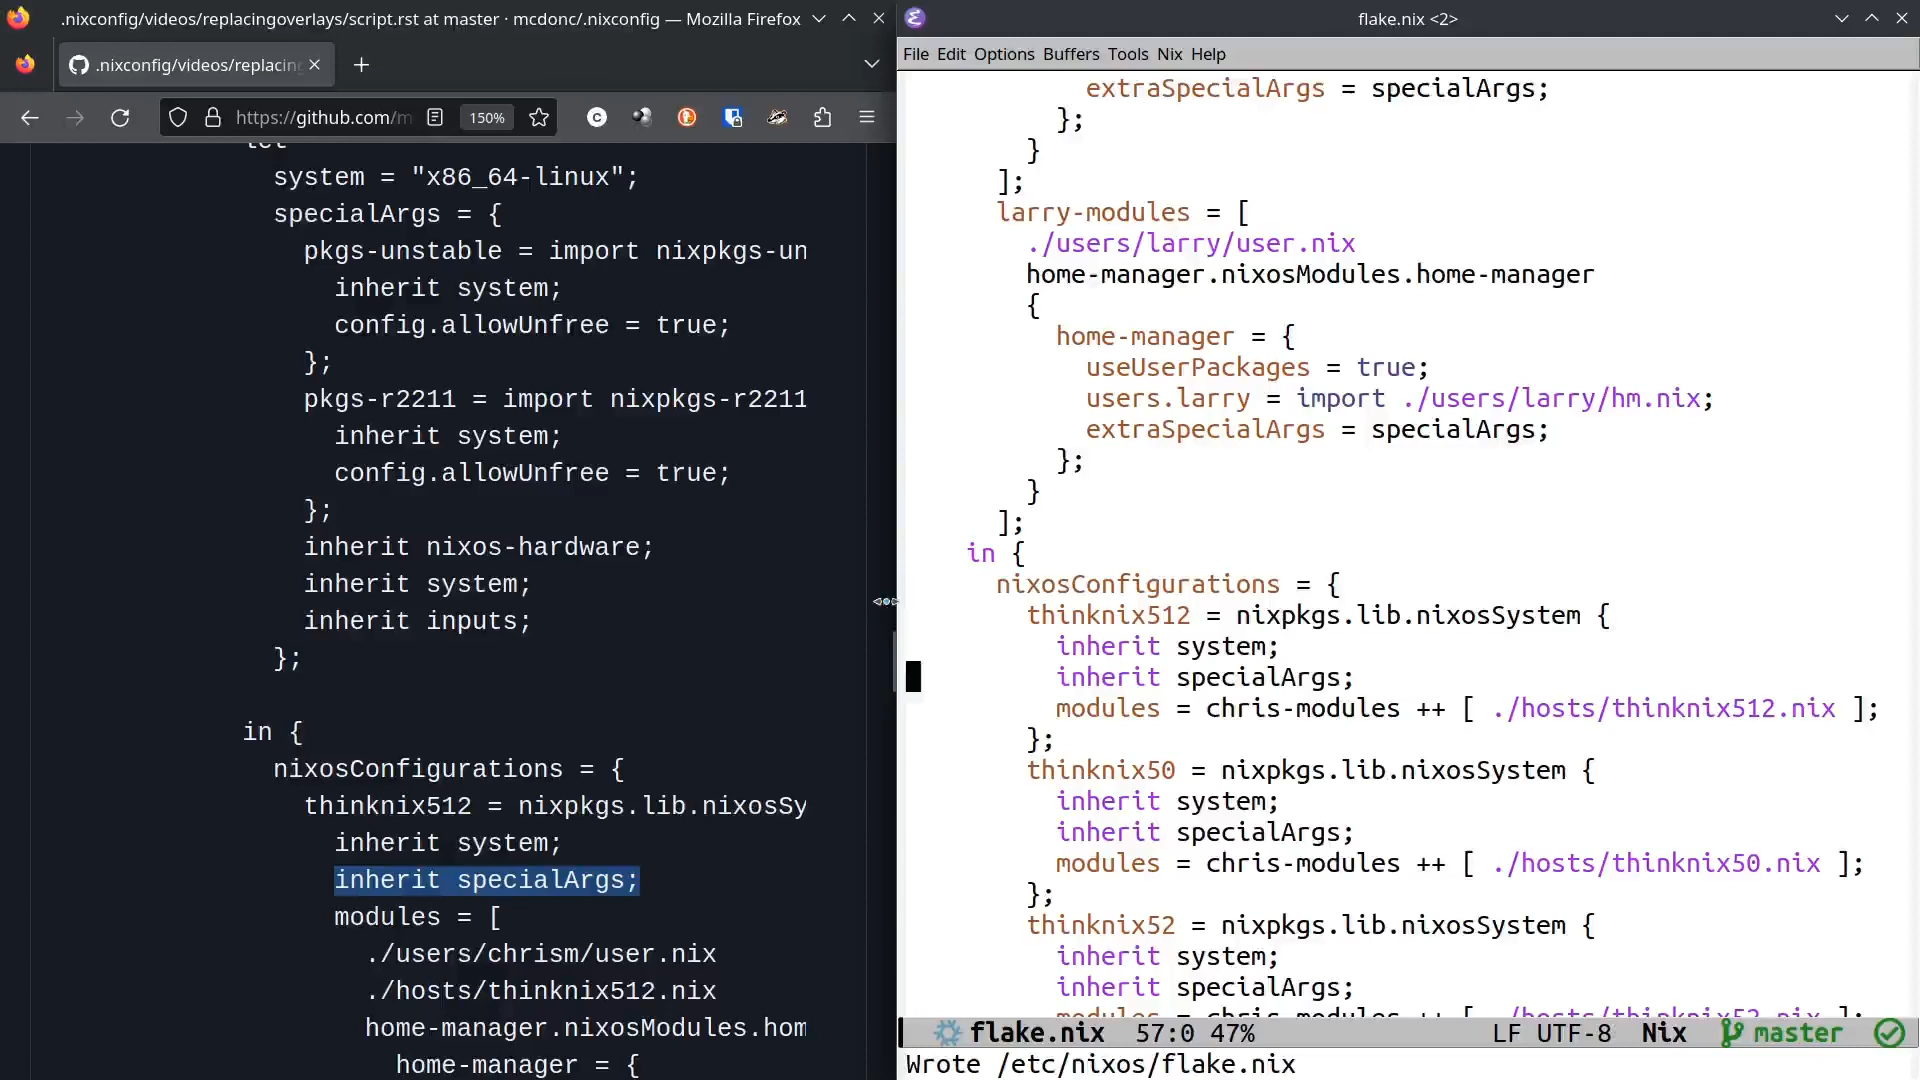 .nixconfig/videos/replacingoverlays/script.rst at master · mcdonc/.nixconfig — Mozilla Firefox
.nixconfig/videos/replacing
https://github.com/m
150%
let
system = "x86_64-linux";
specialArgs = {
pkgs-unstable = import nixpkgs-un
inherit system;
config.allowUnfree = true;
};
pkgs-r2211 = import nixpkgs-r2211
inherit system;
config.allowUnfree = true;
};
inherit nixos-hardware;
inherit system;
inherit inputs;
};
in {
nixosConfigurations = {
thinknix512 = nixpkgs.lib.nixosSy
inherit system;
inherit specialArgs;
modules = [
./users/chrism/user.nix
./hosts/thinknix512.nix
home-manager.nixosModules.hom
home-manager = {
flake.nix <2>
File Edit Options Buffers Tools Nix Help
extraSpecialArgs = specialArgs;
};
}
];
larry-modules = [
./users/larry/user.nix
home-manager.nixosModules.home-manager
{
home-manager = {
useUserPackages = true;
users.larry = import ./users/larry/hm.nix;
extraSpecialArgs = specialArgs;
};
}
];
in {
nixosConfigurations = {
thinknix512 = nixpkgs.lib.nixosSystem {
inherit system;
inherit specialArgs;
modules = chris-modules ++ [ ./hosts/thinknix512.nix ];
};
thinknix50 = nixpkgs.lib.nixosSystem {
inherit system;
inherit specialArgs;
modules = chris-modules ++ [ ./hosts/thinknix50.nix ];
};
thinknix52 = nixpkgs.lib.nixosSystem {
inherit system;
inherit specialArgs;
modules = chris-modules ++ [ ./hosts/thinknix52.nix ];
flake.nix 57:0 47% LF UTF-8 Nix master
Wrote /etc/nixos/flake.nix